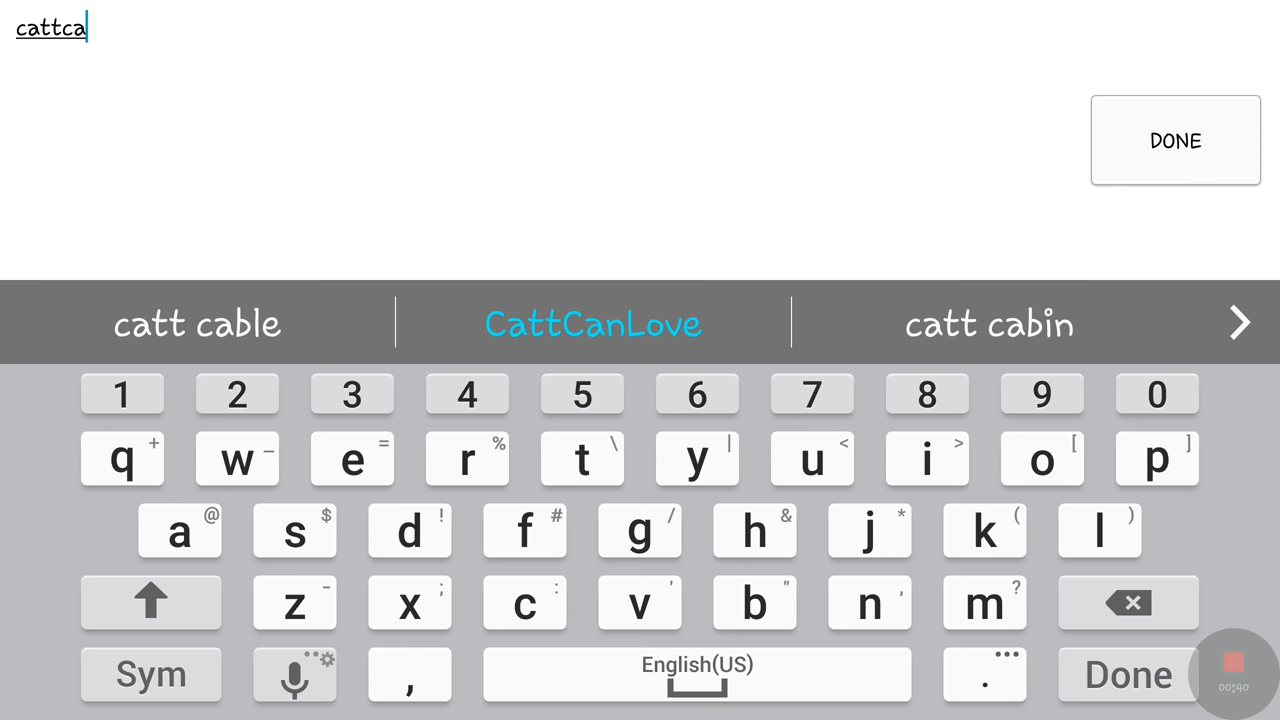 cattca
DONE
catt cable CattCanLove catt cabin
1 2 3 4 5 6 7 8 9 0
q + w – e = r % t \ y | u < i > o [ p ]
a @ s $ d ! f # g / h & j * k ( l )
z - x ; c : v ' b " n , m ?
Sym , English(US) . ... Done
00:40